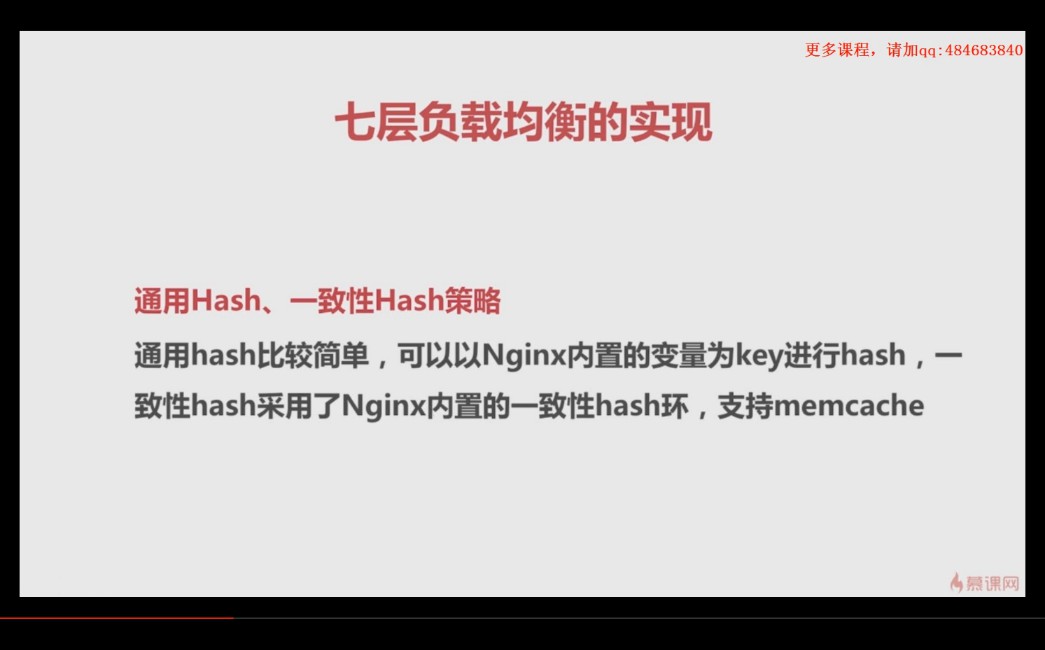 更多课程，请加qq:484683840
七层负载均衡的实现
通用Hash、一致性Hash策略
通用hash比较简单，可以以Nginx内置的变量为key进行hash，一
致性hash采用了Nginx内置的一致性hash环，支持memcache
慕课网